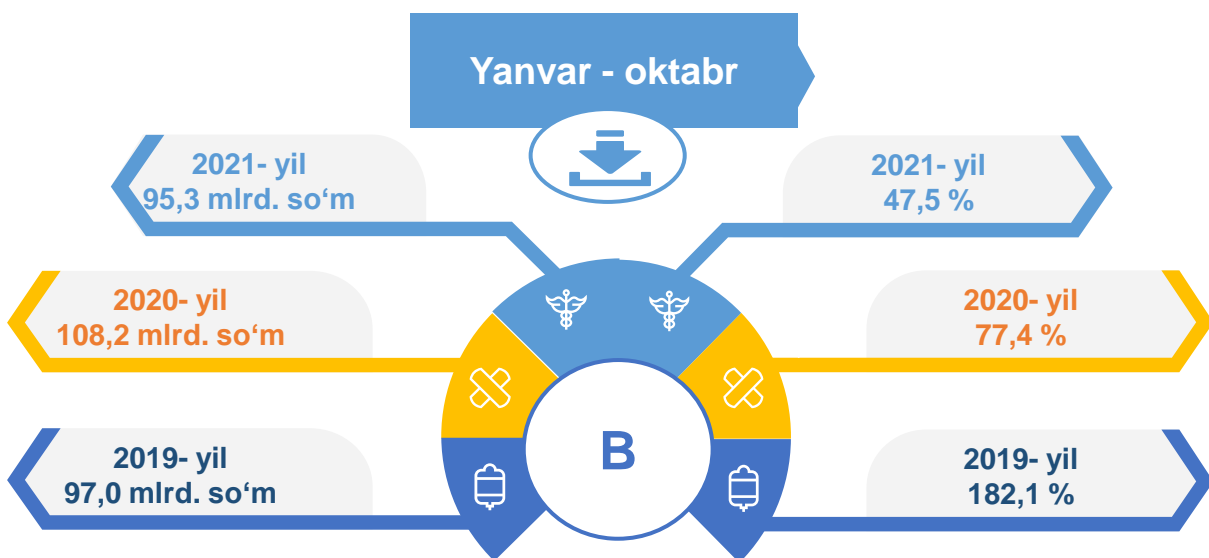 Yanvar - oktabr
2021- yil
95,3 mlrd. so‘m
2021- yil
47,5 %
2020- yil
108,2 mlrd. so‘m
2020- yil
77,4 %
B
2019- yil
97,0 mlrd. so‘m
2019- yil
182,1 %